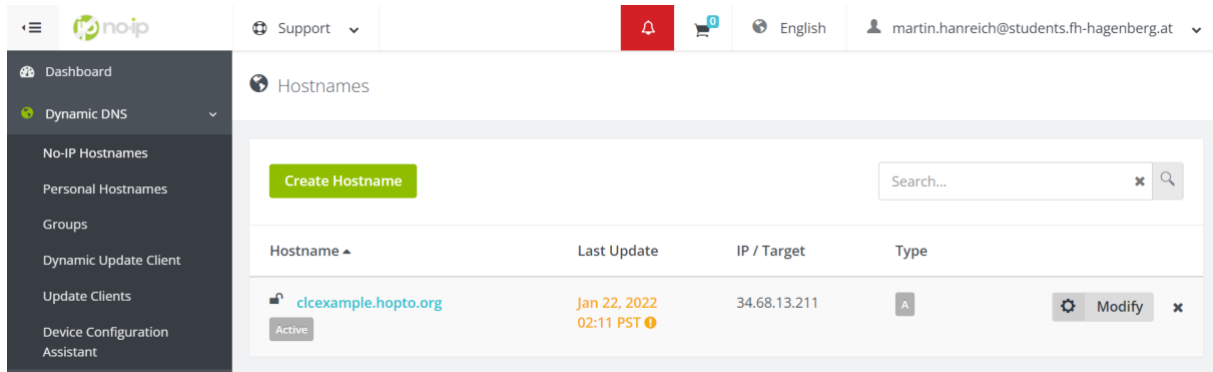 no-ip
Support
0
English
martin.hanreich@students.fh-hagenberg.at
Dashboard
Dynamic DNS
No-IP Hostnames
Personal Hostnames
Groups
Dynamic Update Client
Update Clients
Device Configuration
Assistant
Hostnames
Create Hostname
Search...
Hostname Last Update IP / Target Type
clcexample.hopto.org Jan 22, 2022 34.68.13.211 A Modify
Active 02:11 PST